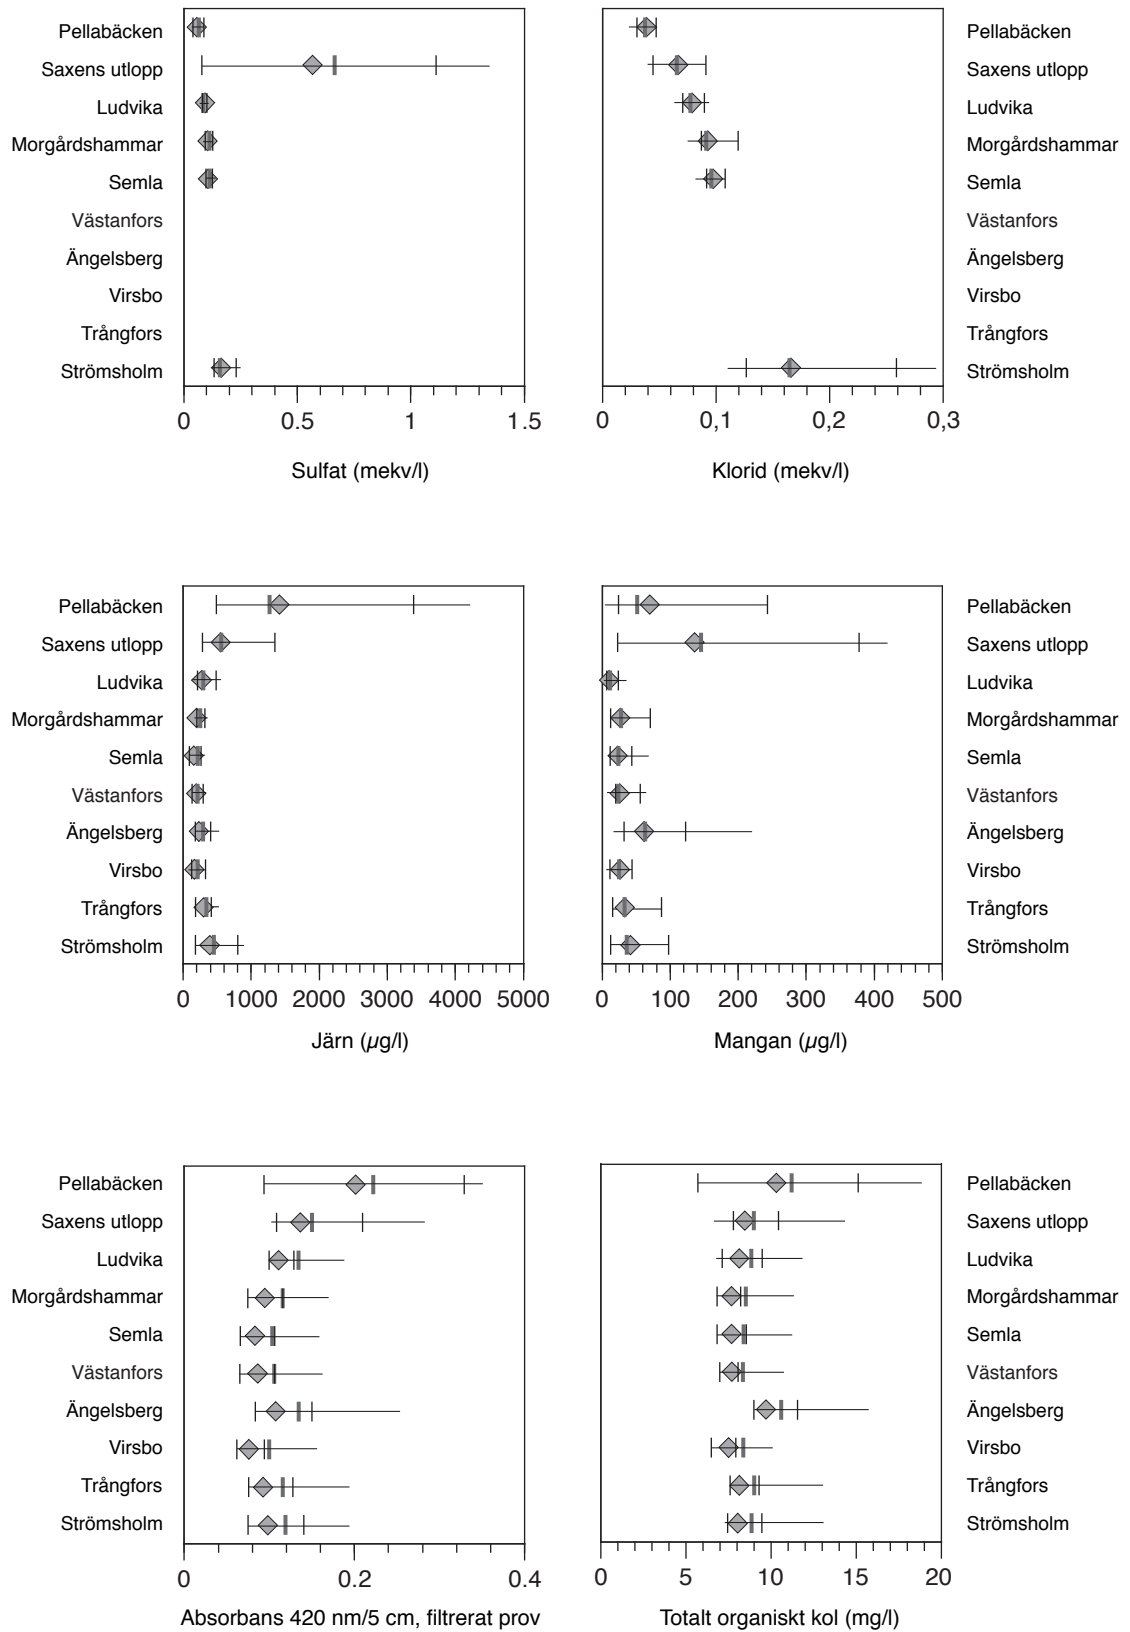 Pellabäcken
Saxens utlopp
Ludvika
Morgårdshammar
Semla
Västanfors
Ängelsberg
Virsbo
Trångfors
Strömsholm
0 0.5 1 1.5
Sulfat (mekv/l)
Pellabäcken
Saxens utlopp
Ludvika
Morgårdshammar
Semla
Västanfors
Ängelsberg
Virsbo
Trångfors
Strömsholm
0 0,1 0,2 0,3
Klorid (mekv/l)
Pellabäcken
Saxens utlopp
Ludvika
Morgårdshammar
Semla
Västanfors
Ängelsberg
Virsbo
Trångfors
Strömsholm
0 1000 2000 3000 4000 5000
Järn (µg/l)
Pellabäcken
Saxens utlopp
Ludvika
Morgårdshammar
Semla
Västanfors
Ängelsberg
Virsbo
Trångfors
Strömsholm
0 100 200 300 400 500
Mangan (µg/l)
Pellabäcken
Saxens utlopp
Ludvika
Morgårdshammar
Semla
Västanfors
Ängelsberg
Virsbo
Trångfors
Strömsholm
0 0.2 0.4
Absorbans 420 nm/5 cm, filtrerat prov
Pellabäcken
Saxens utlopp
Ludvika
Morgårdshammar
Semla
Västanfors
Ängelsberg
Virsbo
Trångfors
Strömsholm
0 5 10 15 20
Totalt organiskt kol (mg/l)